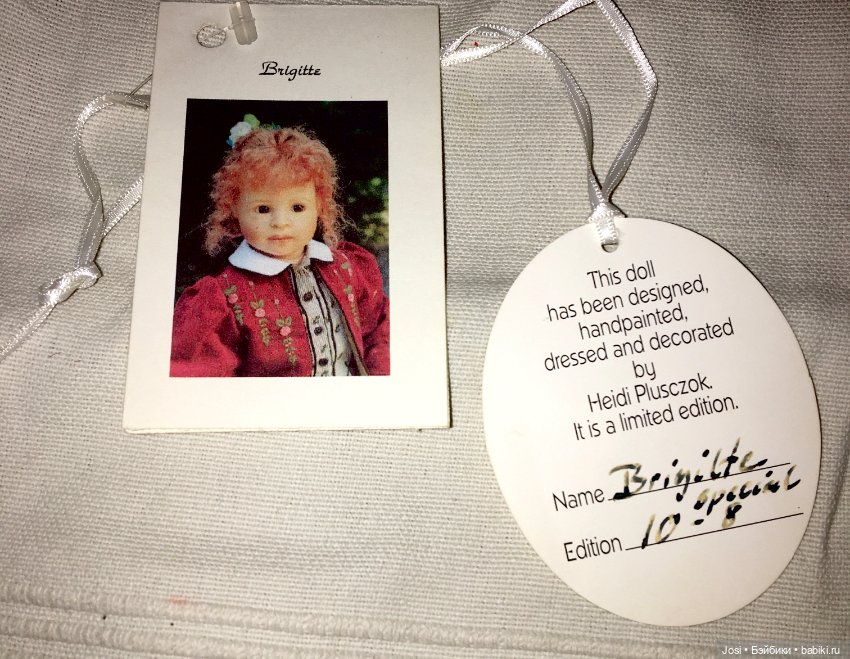 Brigitte
This doll
has been designed,
handpainted,
dressed and decorated
by
Heidi Plusczok.
It is a limited edition.
Name Brigitte
special
Edition 10-8
Josi • Бэйбики • babiki.ru